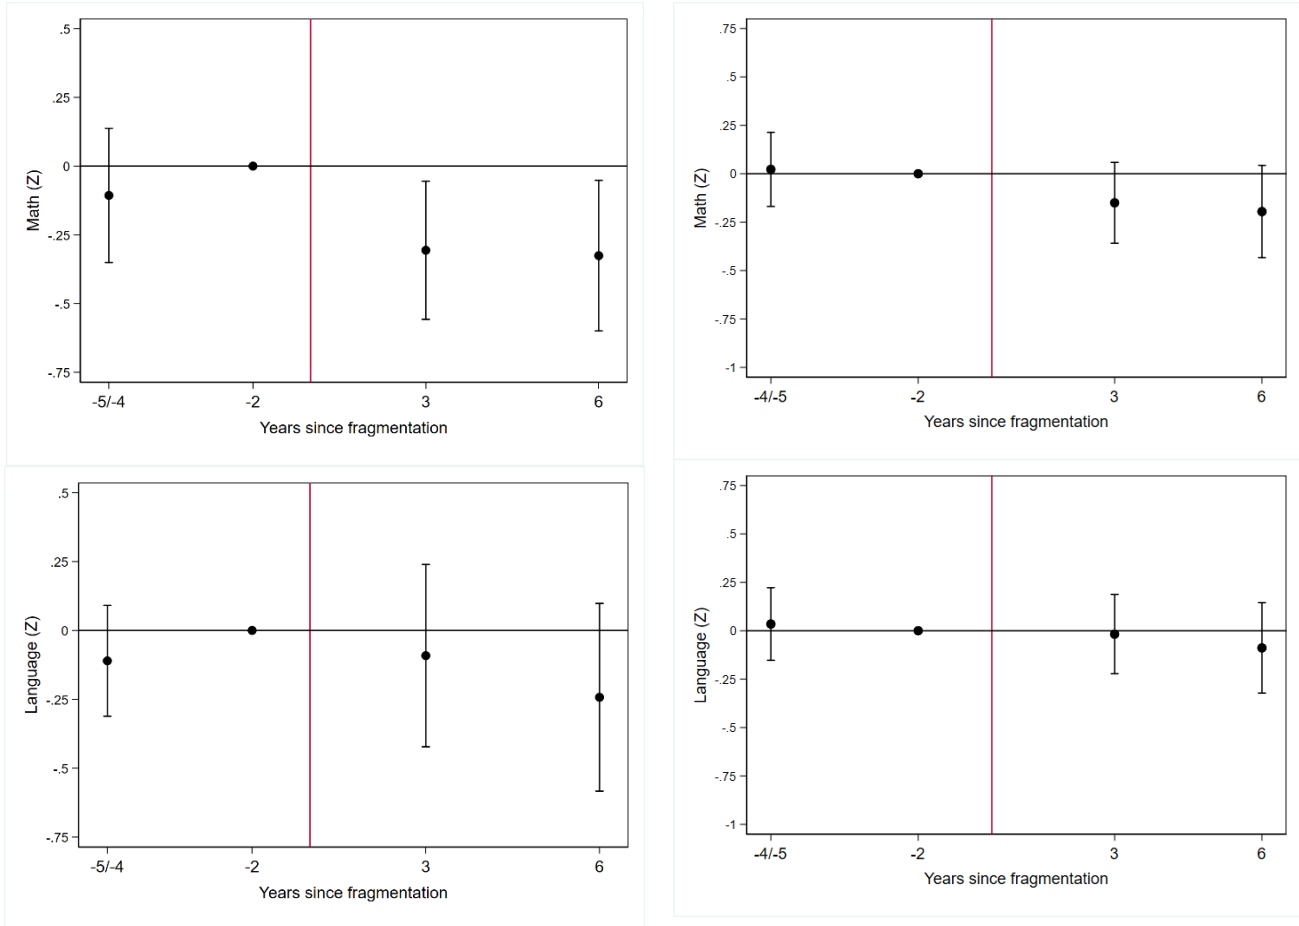 .5
.25
0
-.25
-.5
-.75
Math (Z)
-5/-4 -2 3 6
Years since fragmentation
.75
.5
.25
0
-.25
-.5
-.75
-1
Math (Z)
-4/-5 -2 3 6
Years since fragmentation
.5
.25
0
-.25
-.5
-.75
Language (Z)
-5/-4 -2 3 6
Years since fragmentation
.75
.5
.25
0
-.25
-.5
-.75
-1
Language (Z)
-4/-5 -2 3 6
Years since fragmentation